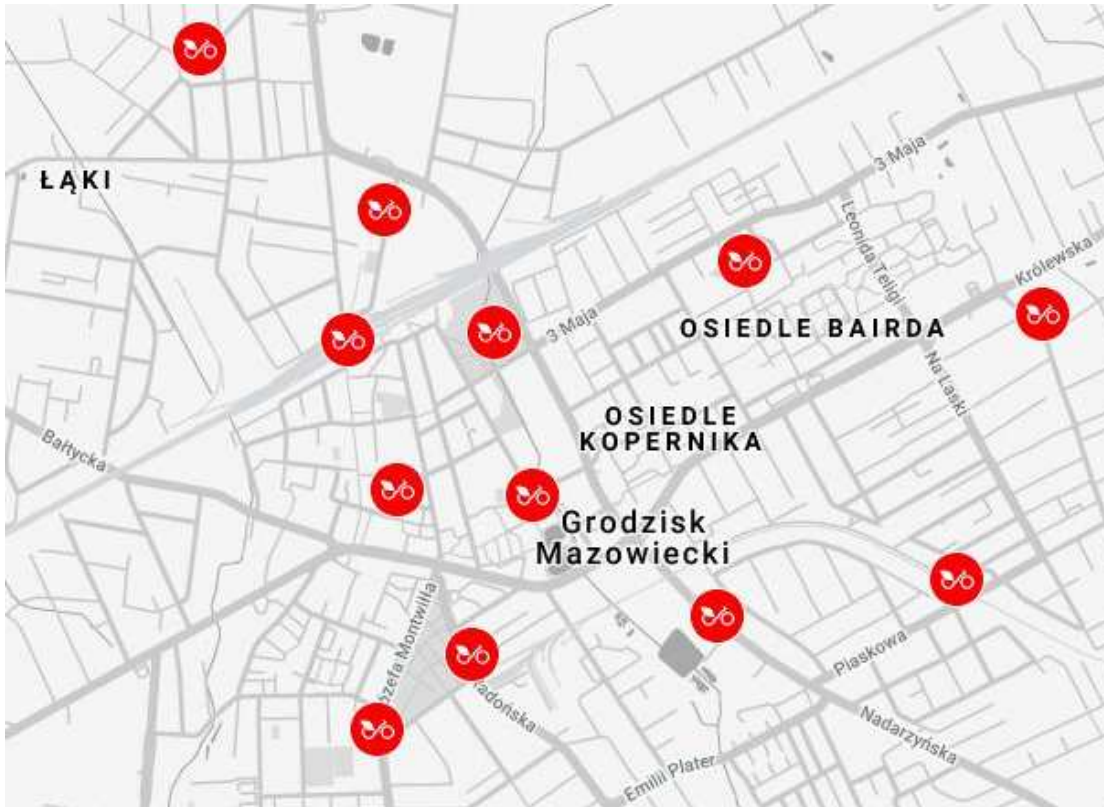 3 Maja
ŁĄKI
Leonida Teligi
Królewska
3 Maja
OSIEDLE BAIRDA
Na Laski
OSIEDLE
KOPERNIKA
Bałtycka
Grodzisk
Mazowiecki
Józefa Montwiłła
Piaskowa
Nadarzyńska
Emilii Plater